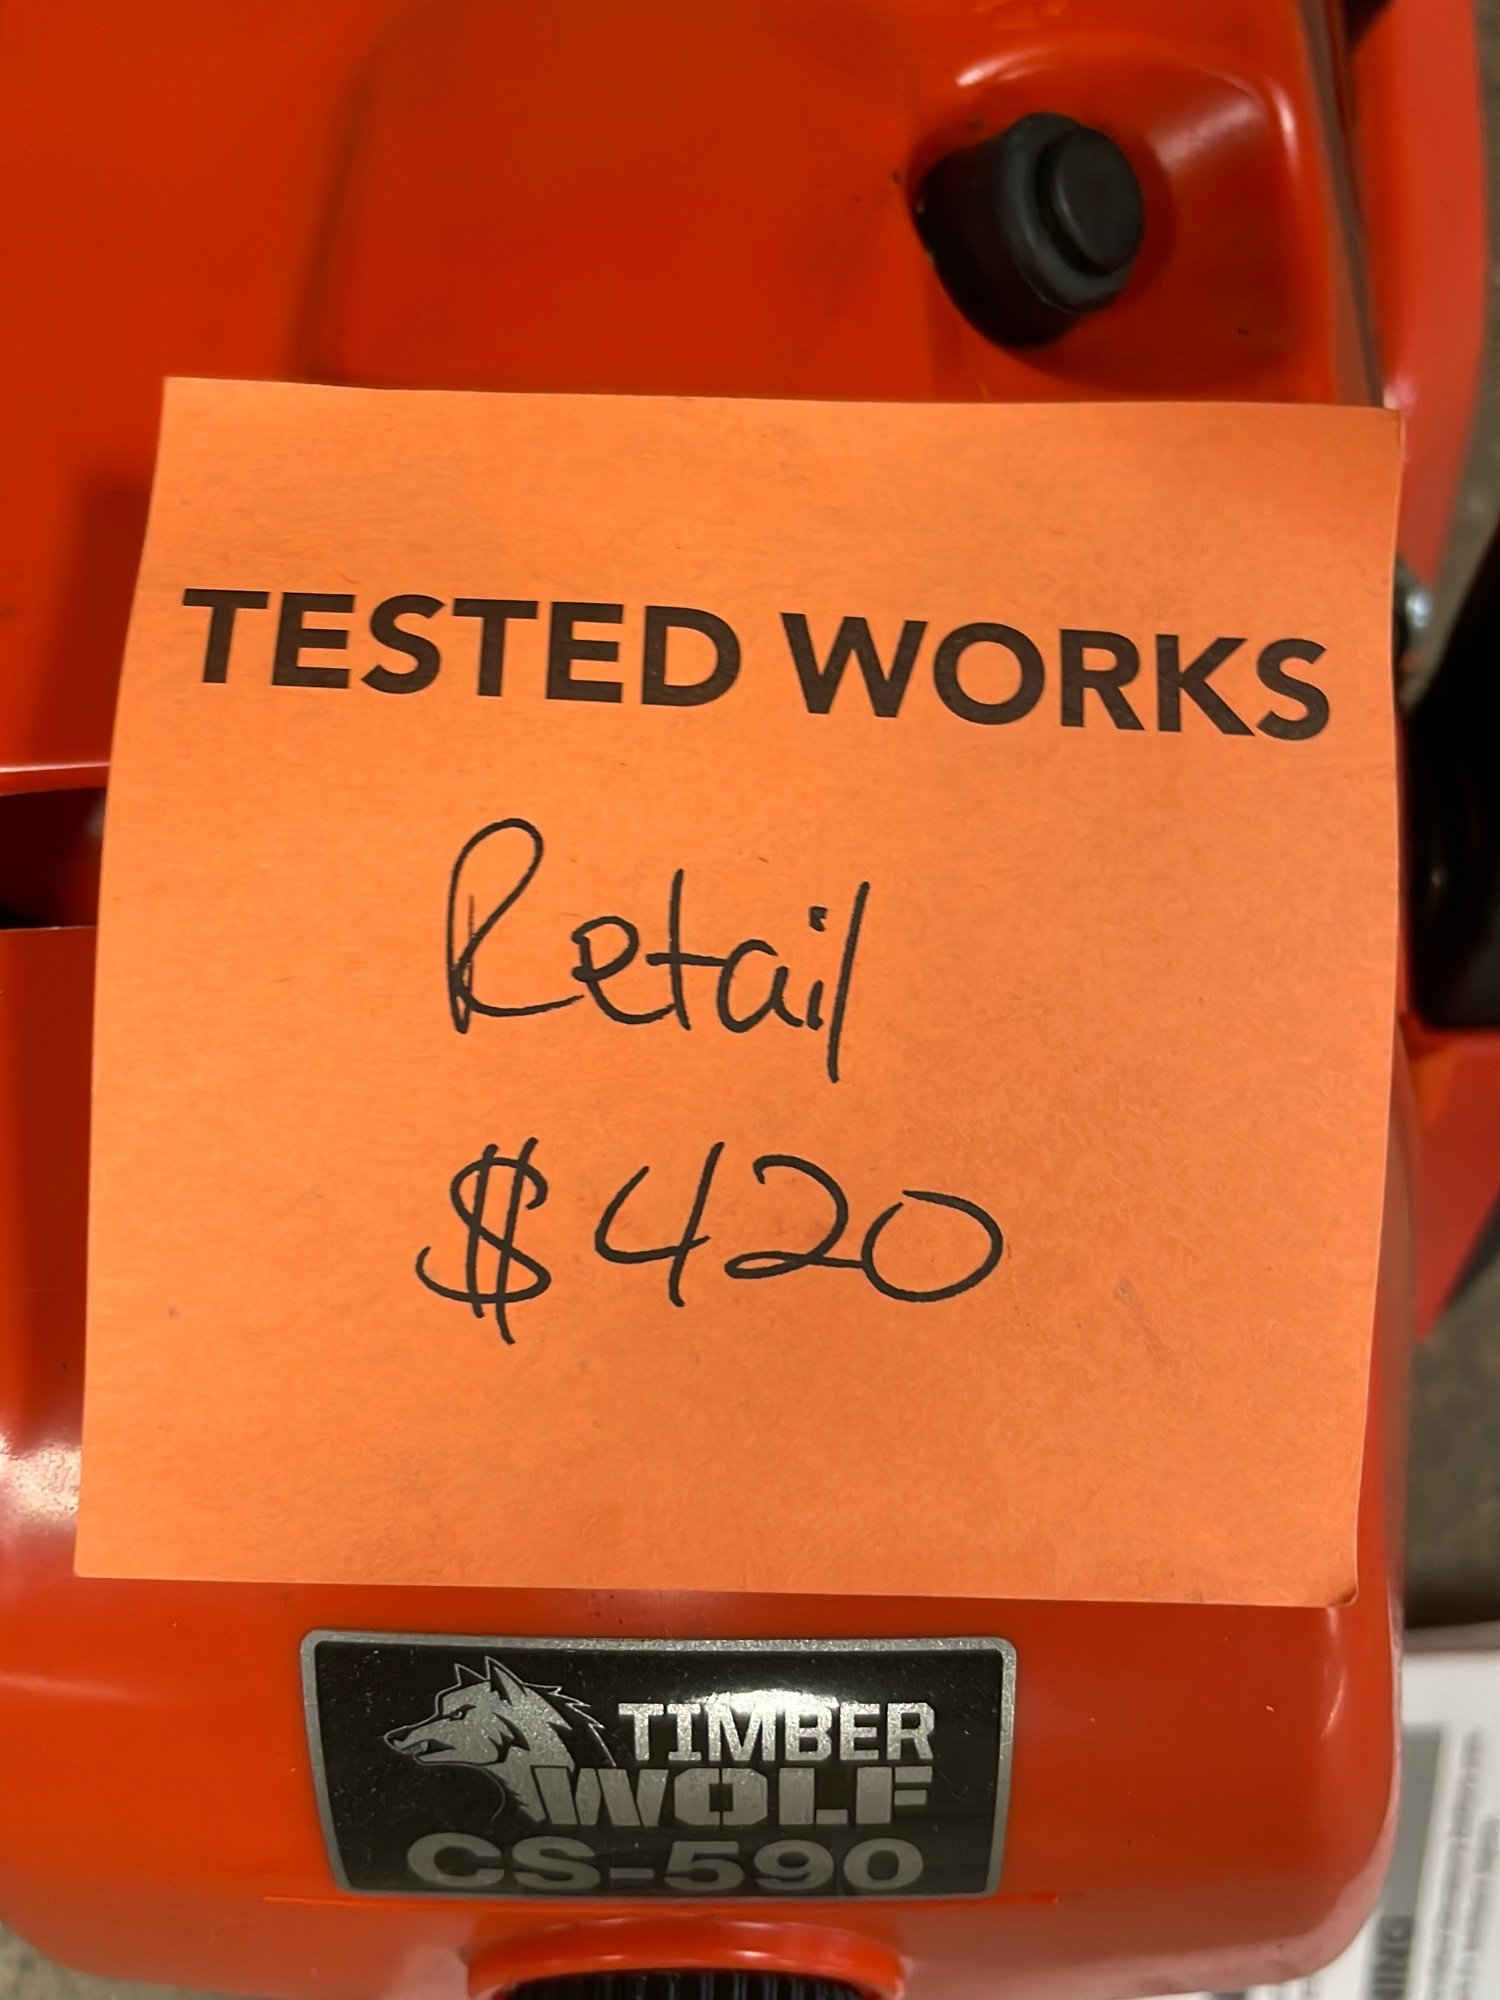 TESTED WORKS
Retail
$420
TIMBER
WOLF
CS-590